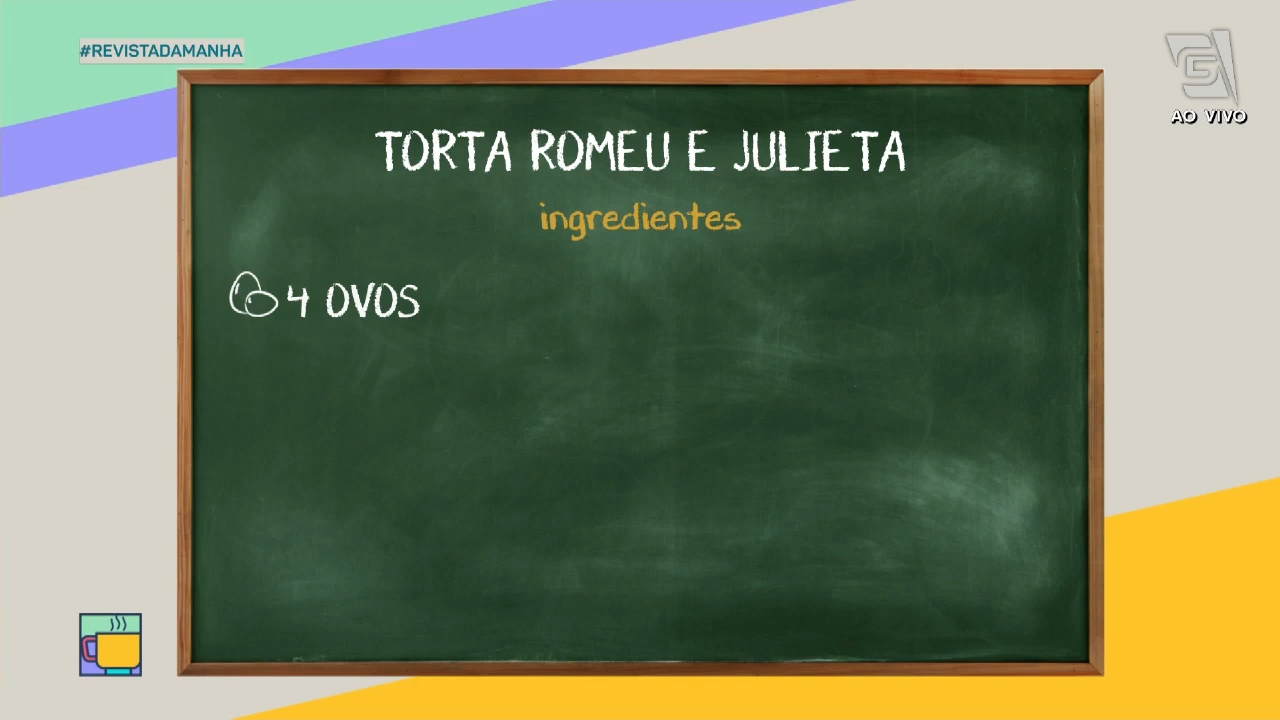 #REVISTADAMANHA
AO VIVO
TORTA ROMEU E JULIETA
ingredientes
4 OVOS